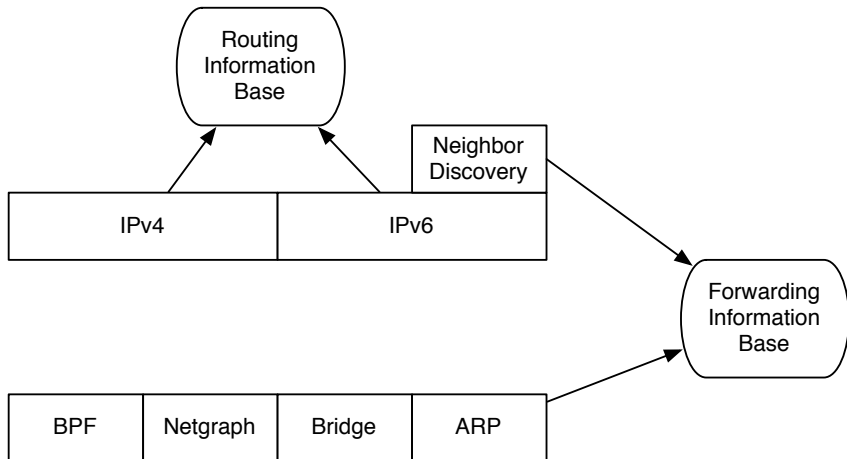 Routing
Information
Base
Neighbor
Discovery
IPv4
IPv6
Forwarding
Information
Base
BPF
Netgraph
Bridge
ARP